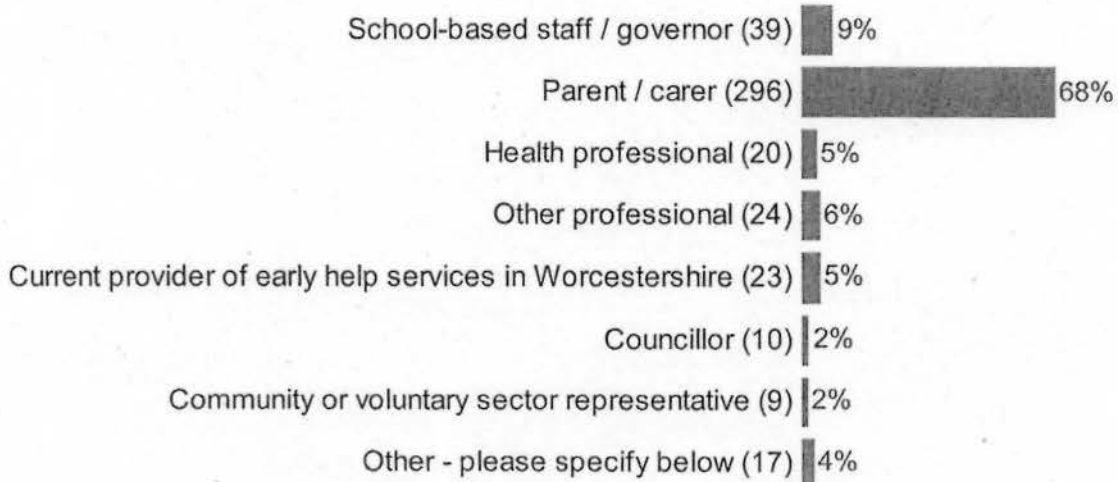 School-based staff / governor (39) 9%
Parent / carer (296) 68%
Health professional (20) 5%
Other professional (24) 6%
Current provider of early help services in Worcestershire (23) 5%
Councillor (10) 2%
Community or voluntary sector representative (9) 2%
Other - please specify below (17) 4%